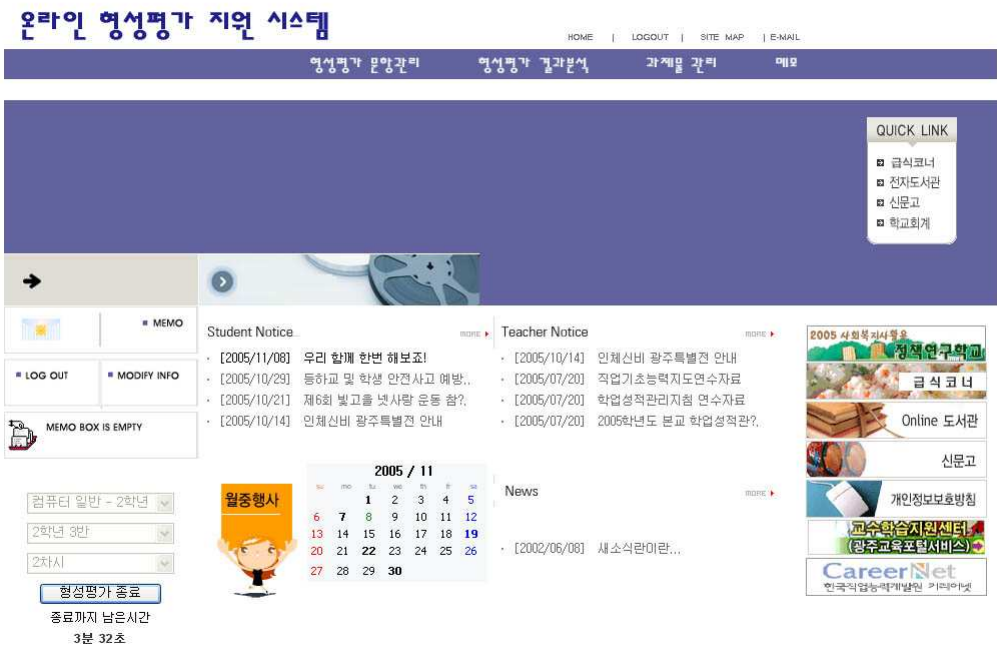 온라인 형성평가 지원 시스템
HOME | LOGOUT | SITE MAP | E-MAIL
형성평가 문항관리 형성평가 결과분석 과제물 관리 메모
QUICK LINK
급식코너
전자도서관
신문고
학교회계
MEMO
LOG OUT MODIFY INFO
MEMO BOX IS EMPTY
컴퓨터 일반 - 2학년
2학년 3반
2차시
형성평가 종료
종료까지 남은시간
3분 32초
Student Notice MORE
· [2005/11/08] 우리 함께 한번 해보죠!
· [2005/10/29] 등하교 및 학생 안전사고 예방..
· [2005/10/21] 제6회 빛고을 넷사랑 운동 참?.
· [2005/10/14] 인체신비 광주특별전 안내
Teacher Notice MORE
· [2005/10/14] 인체신비 광주특별전 안내
· [2005/07/20] 직업기초능력지도연수자료
· [2005/07/20] 학업성적관리지침 연수자료
· [2005/07/20] 2005학년도 본교 학업성적관?.
월중행사
2005 / 11
su mo tu we th fr sa
1 2 3 4 5
6 7 8 9 10 11 12
13 14 15 16 17 18 19
20 21 22 23 24 25 26
27 28 29 30
News MORE
· [2002/06/08] 새소식란이란...
2005 사회복지사활용
정책연구학교
급식코너
Online 도서관
신문고
개인정보보호방침
교수학습지원센터
(광주교육포털서비스)
CareerNet
한국직업능력개발원 커리어넷